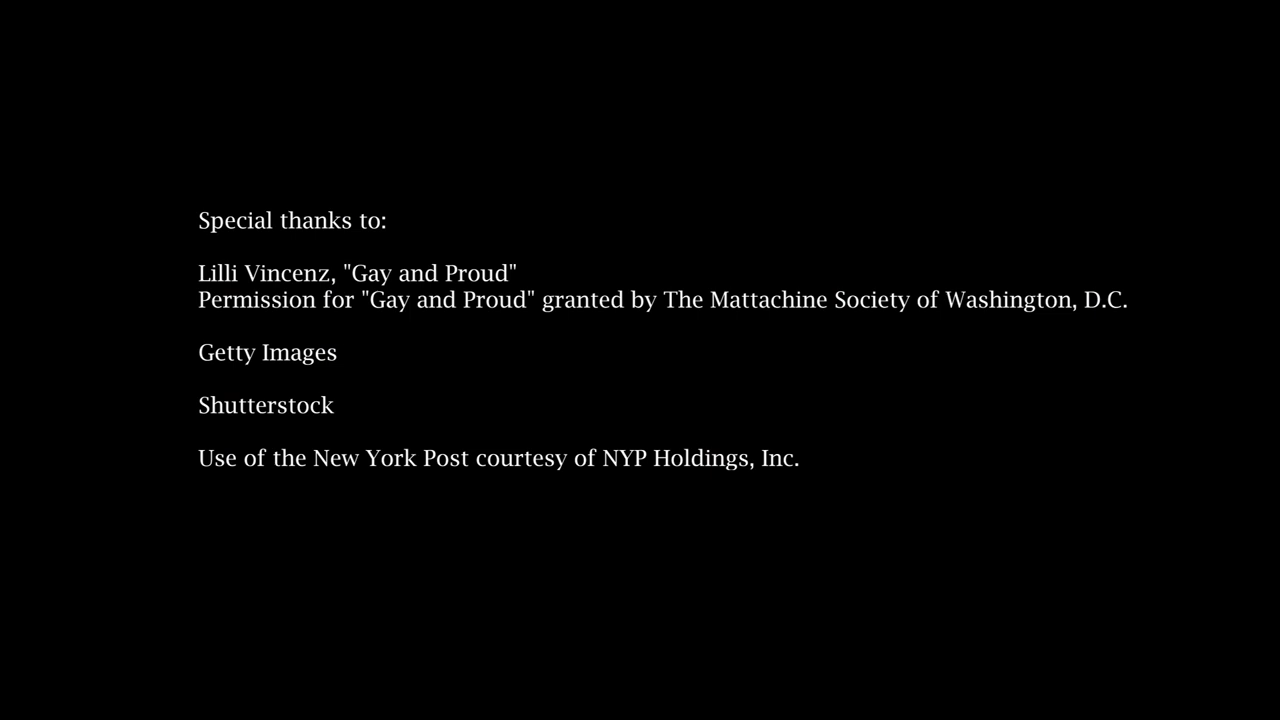 Special thanks to:
Lilli Vincenz, "Gay and Proud"
Permission for "Gay and Proud" granted by The Mattachine Society of Washington, D.C.
Getty Images
Shutterstock
Use of the New York Post courtesy of NYP Holdings, Inc.